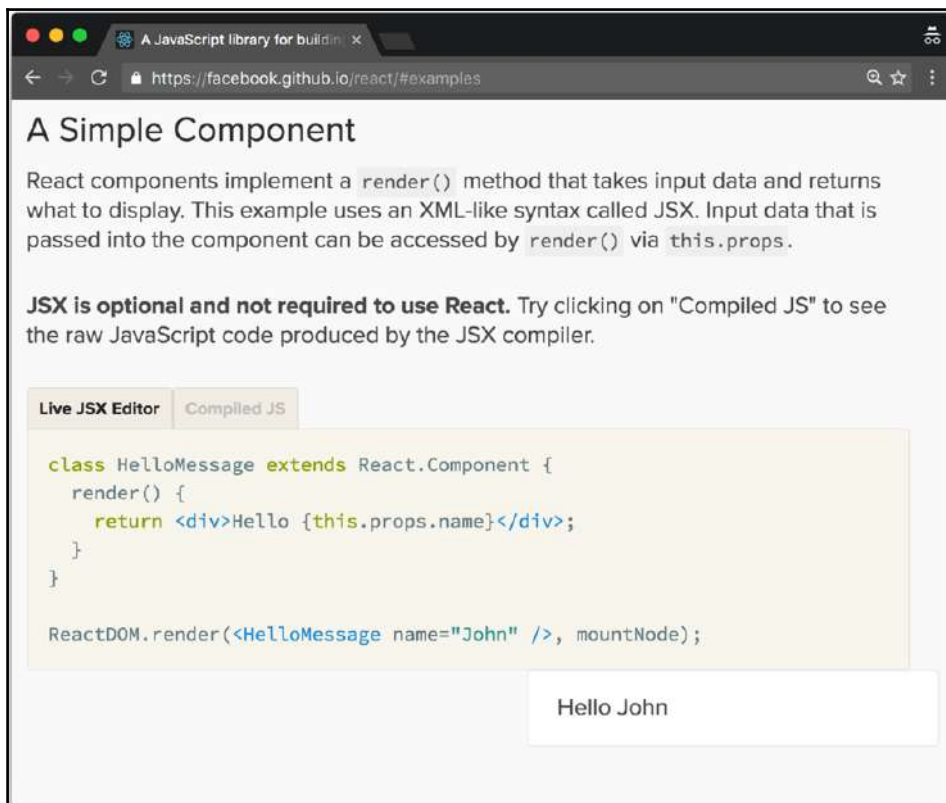 A JavaScript library for buildin
https://facebook.github.io/react/#examples
A Simple Component
React components implement a render() method that takes input data and returns
what to display. This example uses an XML-like syntax called JSX. Input data that is
passed into the component can be accessed by render() via this.props.
JSX is optional and not required to use React. Try clicking on "Compiled JS" to see
the raw JavaScript code produced by the JSX compiler.
Live JSX Editor Compiled JS
class HelloMessage extends React.Component {
  render() {
    return <div>Hello {this.props.name}</div>;
  }
}
ReactDOM.render(<HelloMessage name="John" />, mountNode);
Hello John